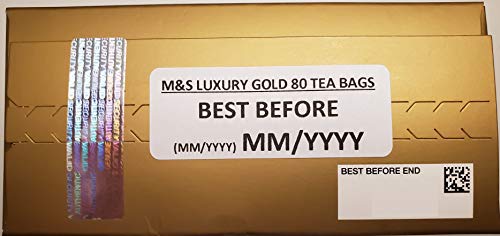 M&S LUXURY GOLD 80 TEA BAGS
BEST BEFORE
(MM/YYYY) MM/YYYY
BEST BEFORE END